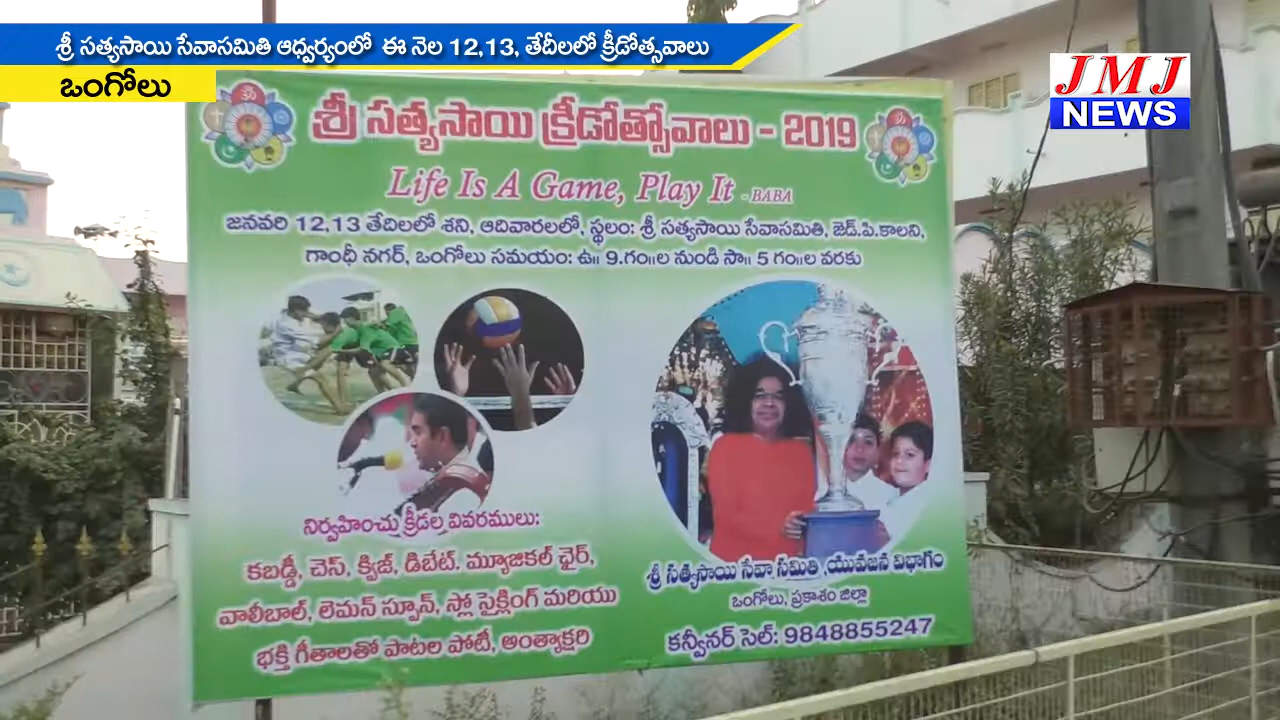 శ్రీ సత్యసాయి సేవాసమితి ఆధ్వర్యంలో ఈ నెల 12,13, తేదీలలో క్రీడోత్సవాలు
ఒంగోలు
JMJ
NEWS
శ్రీ సత్యసాయి క్రీడోత్సోవాలు - 2019
Life Is A Game, Play It - BABA
జనవరి 12,13 తేదిలలో శని, ఆదివారలలో, స్థలం: శ్రీ సత్యసాయి సేవాసమితి, జెడ్.పి.కాలని,
గాంధీ నగర్, ఒంగోలు సమయం: ఉ॥ 9.గం॥ల నుండి సా॥ 5 గం॥ల వరకు
నిర్వహించ్చు క్రీడల్ల వివరములు:
కబడ్డీ, చెస్, క్విజ్, డిబేట్. మ్యూజికల్ ఛైర్,
వాలీబాల్, లెమన్ స్పూన్, స్లో సైక్లింగ్ మరియు
భక్తి గీతాలతో పాటల పోటీ, అంత్యాక్షరి
శ్రీ సత్యసాయి సేవా సమితి ,యువజన విభాగం
ఒంగోలు, ప్రకాశం జిల్లా
కన్వీనర్ సెల్: 9848855247